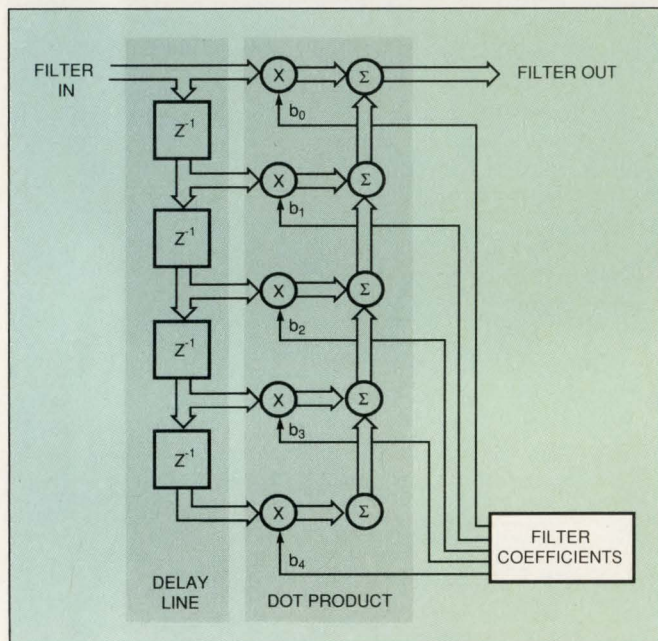 FILTER
IN
X
Σ
FILTER OUT
b0
Z-1
X
Σ
b1
Z-1
X
Σ
b2
Z-1
X
Σ
b3
Z-1
X
Σ
b4
FILTER
COEFFICIENTS
DELAY
LINE
DOT PRODUCT